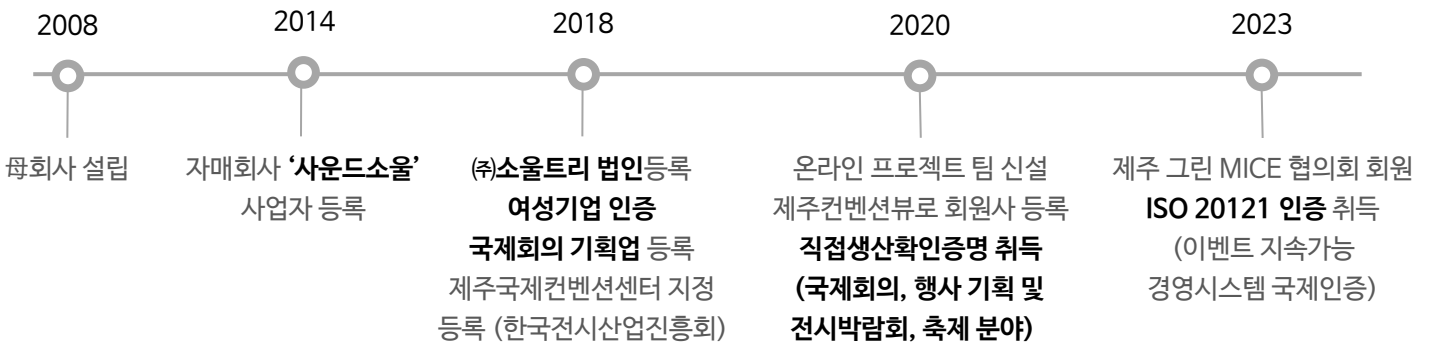 2008
母회사 설립
2014
자매회사 ‘사운드소울’
사업자 등록
2018
㈜소울트리 법인등록
여성기업 인증
국제회의 기획업 등록
제주국제컨벤션센터 지정
등록 (한국전시산업진흥회)
2020
온라인 프로젝트 팀 신설
제주컨벤션뷰로 회원사 등록
직접생산확인증명 취득
(국제회의, 행사 기획 및
전시박람회, 축제 분야)
2023
제주 그린 MICE 협의회 회원
ISO 20121 인증 취득
(이벤트 지속가능
경영시스템 국제인증)